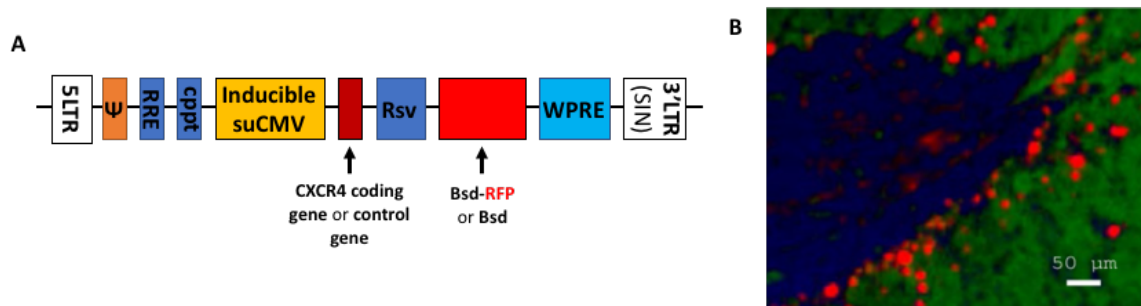 A
5LTR
Ψ
RRE
cppt
Inducible
suCMV
Rsv
WPRE
3'LTR
(SIN)
CXCR4 coding
gene or control
gene
Bsd-RFP
or Bsd
B
50 µm